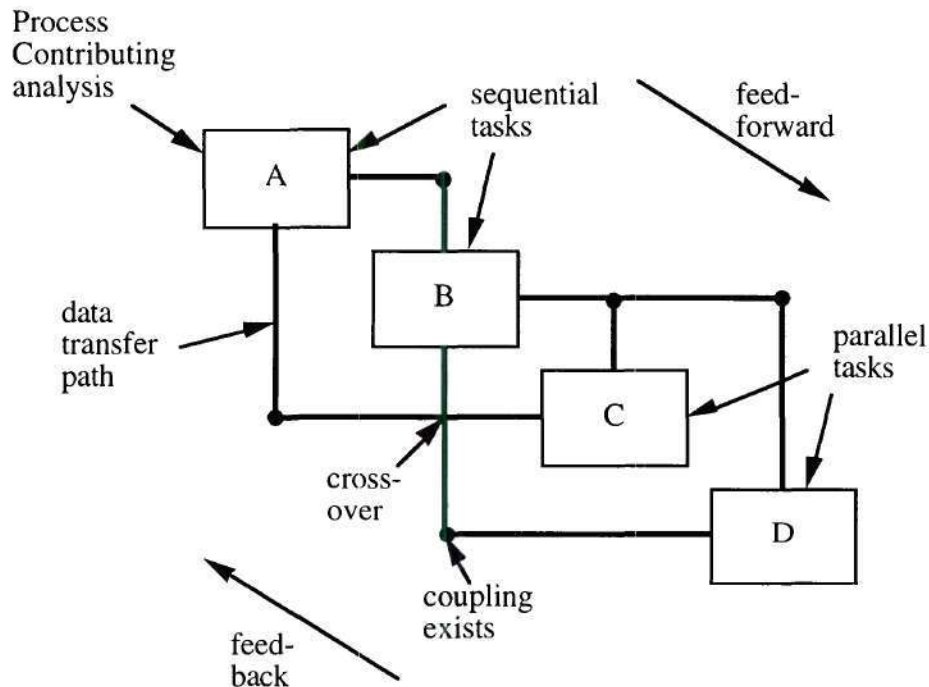 Process
Contributing
analysis
sequential
tasks
feed-
forward
A
B
data
transfer
path
parallel
tasks
C
cross-
over
D
coupling
exists
feed-
back